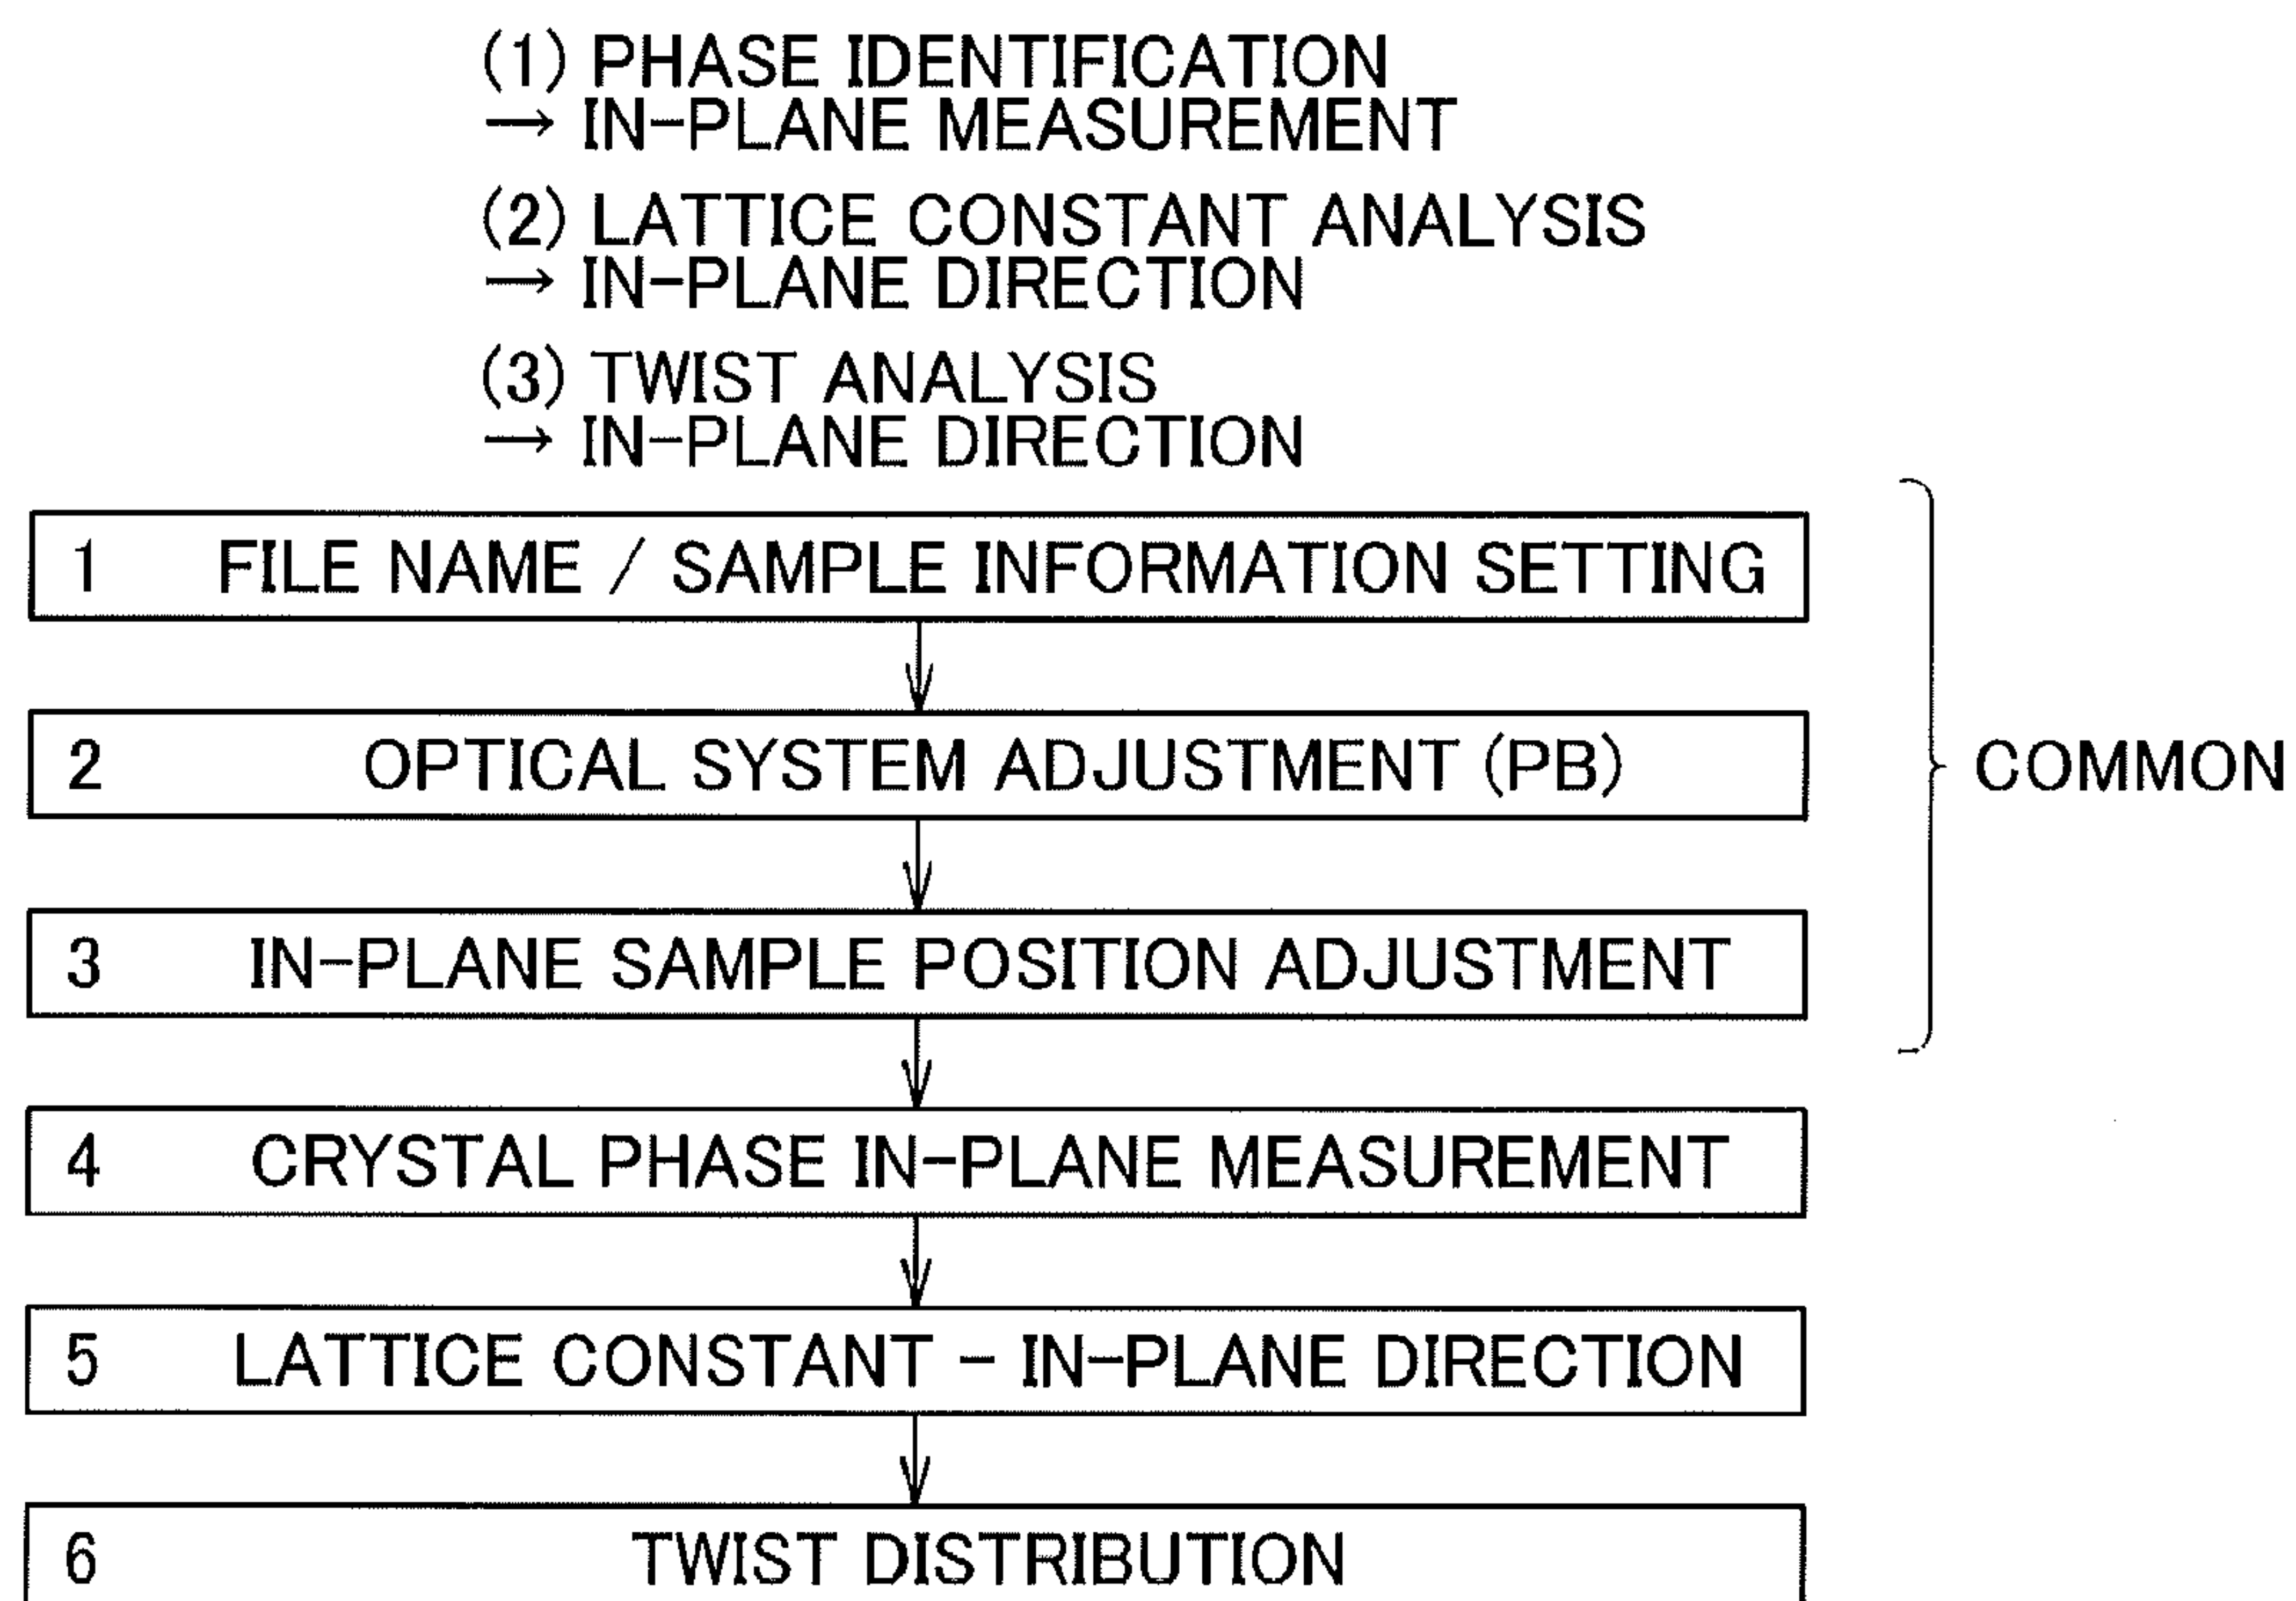 (1) PHASE IDENTIFICATION
→ IN-PLANE MEASUREMENT
(2) LATTICE CONSTANT ANALYSIS
→ IN-PLANE DIRECTION
(3) TWIST ANALYSIS
→ IN-PLANE DIRECTION
1 FILE NAME / SAMPLE INFORMATION SETTING
2 OPTICAL SYSTEM ADJUSTMENT (PB)
COMMON
3 IN-PLANE SAMPLE POSITION ADJUSTMENT
4 CRYSTAL PHASE IN-PLANE MEASUREMENT
5 LATTICE CONSTANT - IN-PLANE DIRECTION
6 TWIST DISTRIBUTION